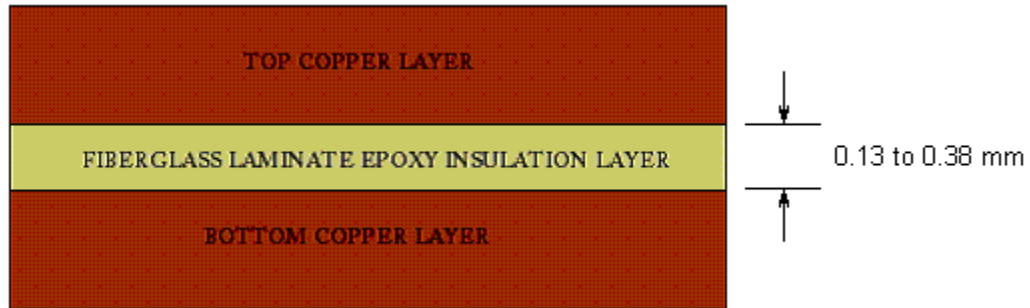 TOP COPPER LAYER
FIBERGLASS LAMINATE EPOXY INSULATION LAYER
0.13 to 0.38 mm
BOTTOM COPPER LAYER